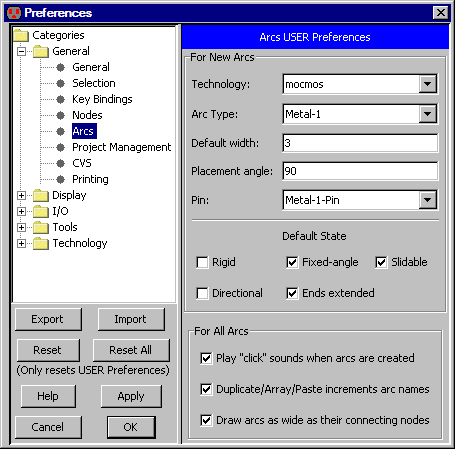 Preferences
Categories
General
General
Selection
Key Bindings
Nodes
Arcs
Project Management
CVS
Printing
Display
I/O
Tools
Technology
Export Import
Reset Reset All
(Only resets USER Preferences)
Help Apply
Cancel OK
Arcs USER Preferences
For New Arcs
Technology: mocmos
Arc Type: Metal-1
Default width: 3
Placement angle: 90
Pin: Metal-1-Pin
Default State
Rigid Fixed-angle Slidable
Directional Ends extended
For All Arcs
Play "click" sounds when arcs are created
Duplicate/Array/Paste increments arc names
Draw arcs as wide as their connecting nodes